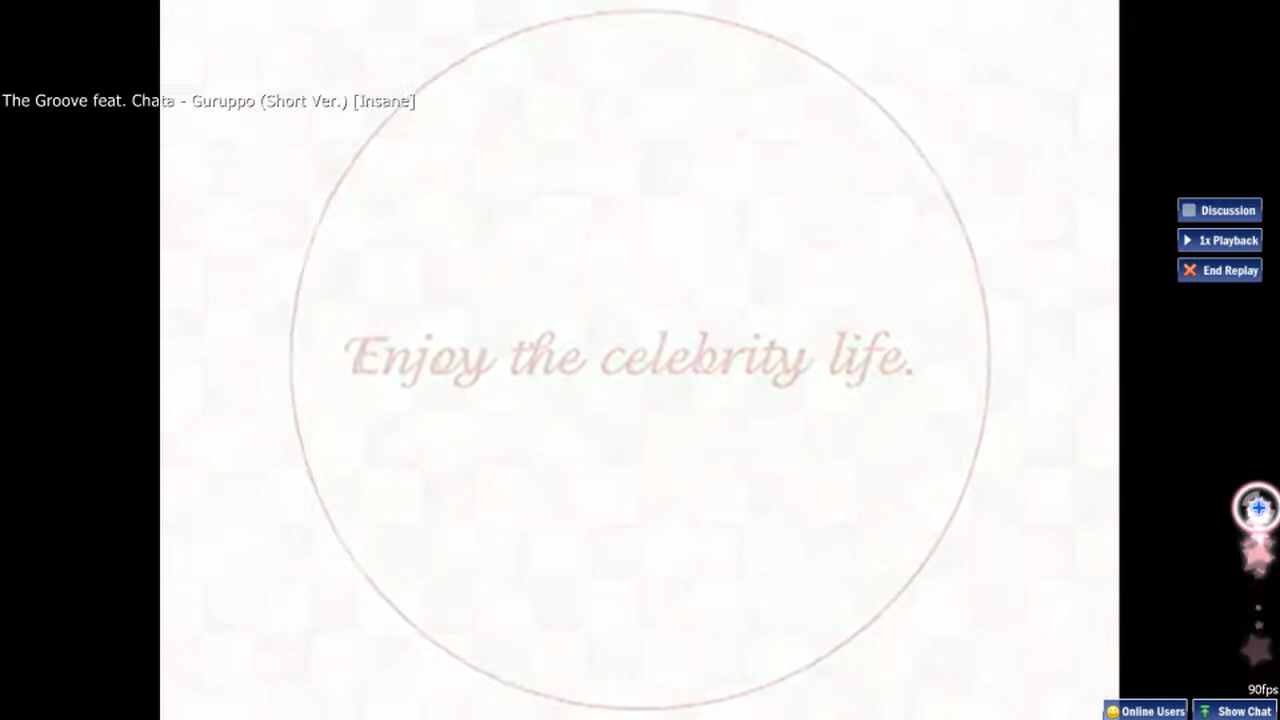 The Groove feat. Chata - Guruppo (Short Ver.) [Insane]
Discussion
1x Playback
End Replay
Enjoy the celebrity life.
90fps
Online Users
Show Chat